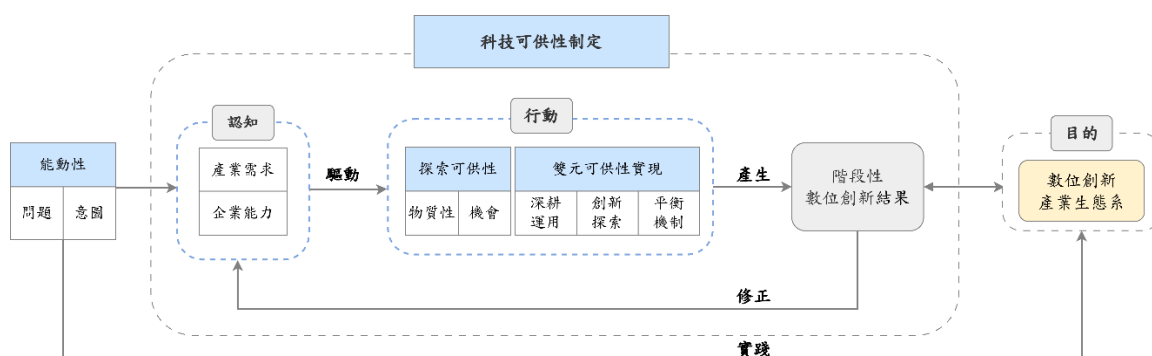 科技可供性制定
認知
行動
目的
能動性
問題
意圖
產業需求
企業能力
驅動
探索可供性
物質性
機會
雙元可供性實現
深耕
運用
創新
探索
平衡
機制
產生
階段性
數位創新結果
數位創新
產業生態系
修正
實踐